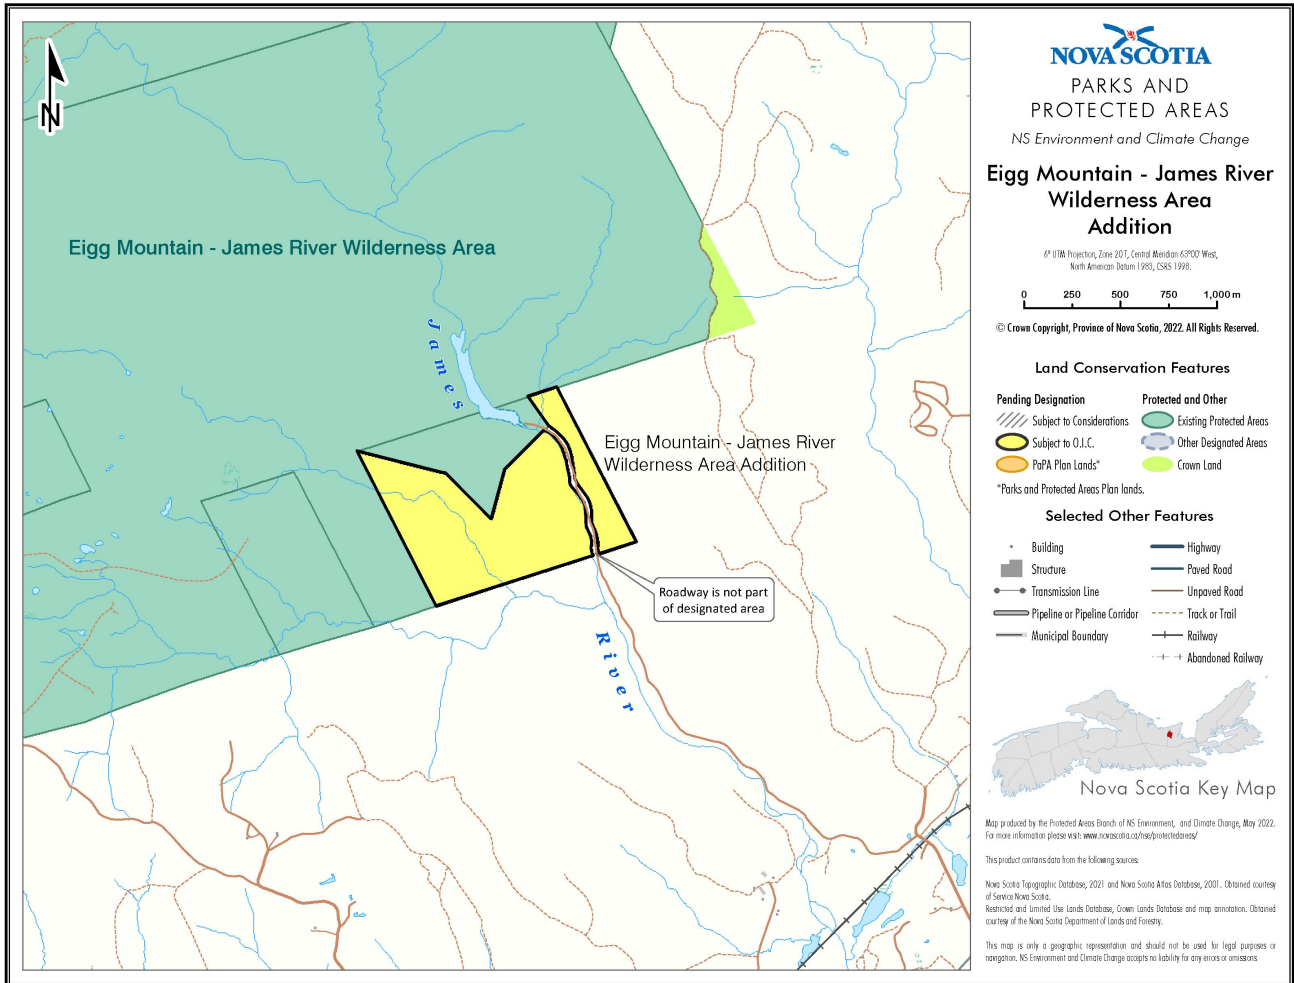 N
Eigg Mountain - James River Wilderness Area
James
Eigg Mountain - James River
Wilderness Area Addition
Roadway is not part
of designated area
River
NOVA SCOTIA
PARKS AND
PROTECTED AREAS
NS Environment and Climate Change
Eigg Mountain - James River
Wilderness Area
Addition
6° UTM Projection, Zone 20T, Central Meridian 63°00' West,
North American Datum 1983, CSRS 1998.
0 250 500 750 1,000 m
© Crown Copyright, Province of Nova Scotia, 2022. All Rights Reserved.
Land Conservation Features
Pending Designation
Subject to Considerations
Subject to O.I.C.
PaPA Plan Lands*
Protected and Other
Existing Protected Areas
Other Designated Areas
Crown Land
*Parks and Protected Areas Plan lands.
Selected Other Features
Building
Structure
Transmission Line
Pipeline or Pipeline Corridor
Municipal Boundary
Highway
Paved Road
Unpaved Road
Track or Trail
Railway
Abandoned Railway
Nova Scotia Key Map
Map produced by the Protected Areas Branch of NS Environment, and Climate Change, May 2022.
For more information please visit: www.novascotia.ca/nse/protectedareas/
This product contains data from the following sources:
Nova Scotia Topographic Database, 2021 and Nova Scotia Atlas Database, 2001. Obtained courtesy
of Service Nova Scotia.
Restricted and Limited Use Lands Database, Crown Lands Database and map annotation. Obtained
courtesy of the Nova Scotia Department of Lands and Forestry.
This map is only a geographic representation and should not be used for legal purposes or
navigation. NS Environment and Climate Change accepts no liability for any errors or omissions